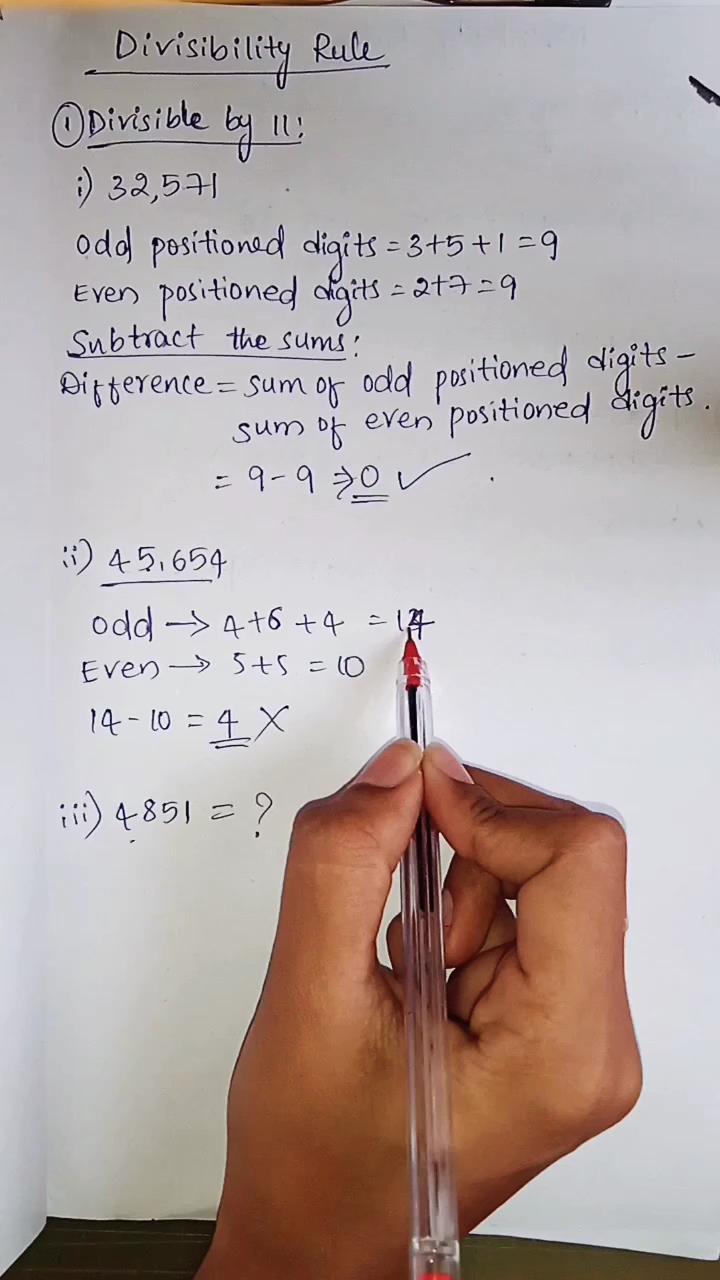 Divisibility Rule
① Divisible by 11:
i) 32,571
Odd positioned digits = 3+5+1 = 9
Even positioned digits = 2+7 = 9
Subtract the sums:
Difference = sum of odd positioned digits -
sum of even positioned digits.
= 9 - 9 ⇒ 0 ✓
ii) 45,654
Odd → 4+6+4 = 14
Even → 5+5 = 10
14 - 10 = 4 X
iii) 4851 = ?